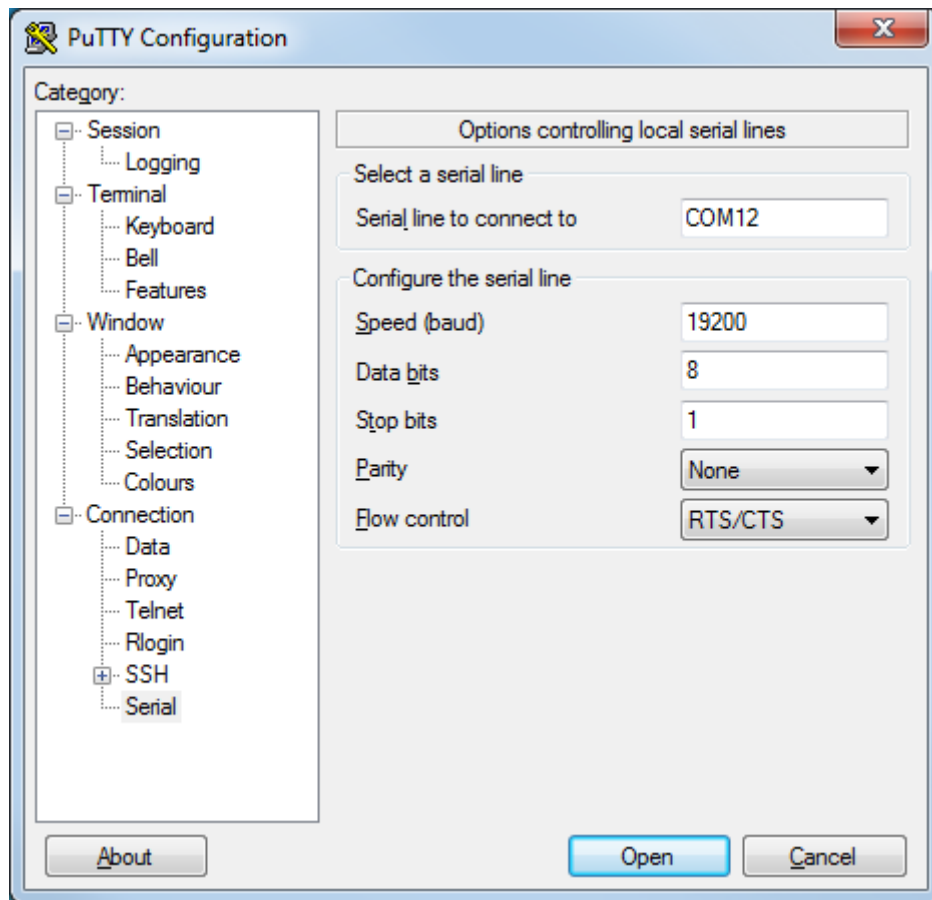 PuTTY Configuration
Category:
Session
Logging
Terminal
Keyboard
Bell
Features
Window
Appearance
Behaviour
Translation
Selection
Colours
Connection
Data
Proxy
Telnet
Rlogin
SSH
Serial
Options controlling local serial lines
Select a serial line
Serial line to connect to COM12
Configure the serial line
Speed (baud) 19200
Data bits 8
Stop bits 1
Parity None
Flow control RTS/CTS
About
Open
Cancel